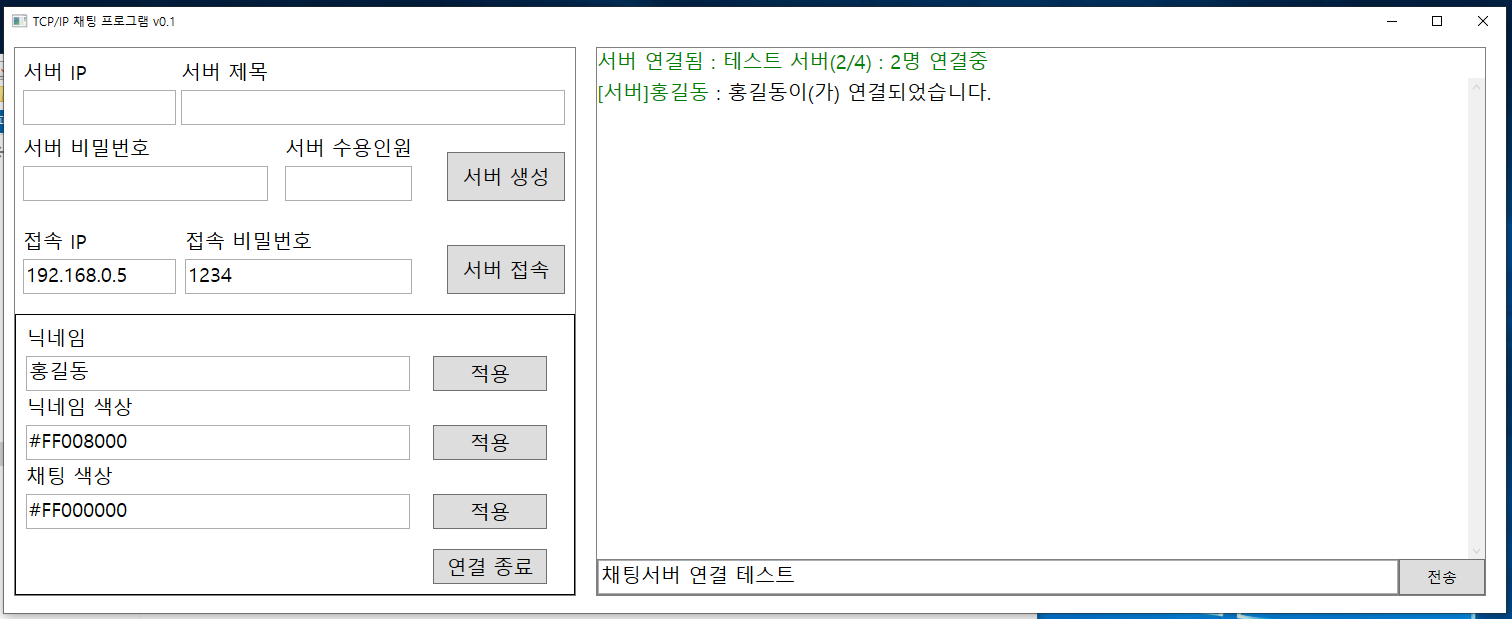 TCP/IP 채팅 프로그램 v0.1
서버 IP 서버 제목
서버 비밀번호 서버 수용인원
서버 생성
접속 IP 접속 비밀번호
192.168.0.5 1234 서버 접속
닉네임
홍길동 적용
닉네임 색상
#FF008000 적용
채팅 색상
#FF000000 적용
연결 종료
서버 연결됨 : 테스트 서버(2/4) : 2명 연결중
[서버]홍길동 : 홍길동이(가) 연결되었습니다.
채팅서버 연결 테스트 전송